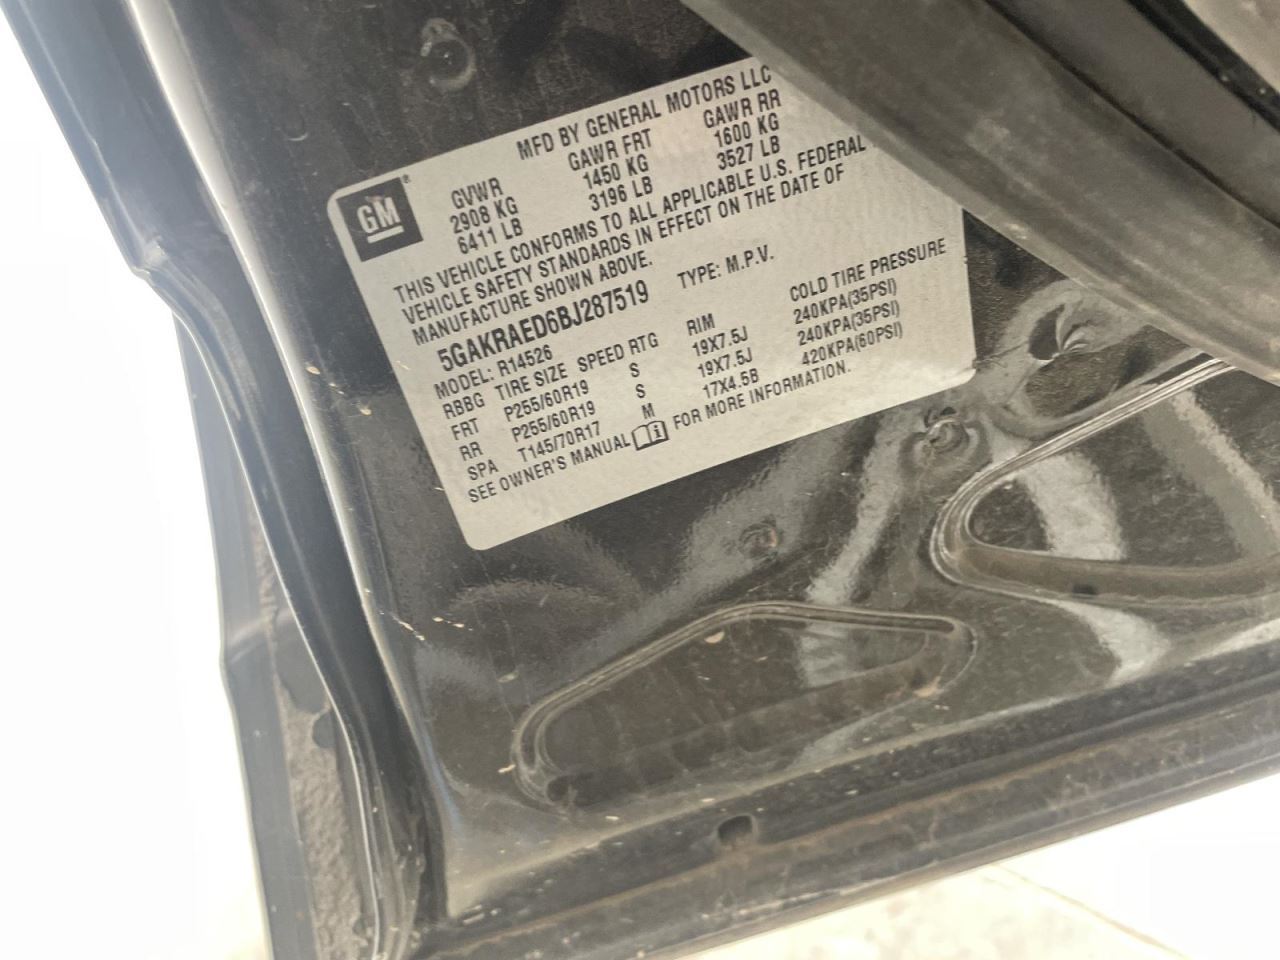 MFD BY GENERAL MOTORS LLC
GM®
GVWR GAWR FRT GAWR RR
2908 KG 1450 KG 1600 KG
6411 LB 3196 LB 3527 LB
THIS VEHICLE CONFORMS TO ALL APPLICABLE U.S. FEDERAL
VEHICLE SAFETY STANDARDS IN EFFECT ON THE DATE OF
MANUFACTURE SHOWN ABOVE.
5GAKRAED6BJ287519 TYPE: M.P.V.
MODEL: R14526
RBBG TIRE SIZE SPEED RTG RIM COLD TIRE PRESSURE
FRT P255/60R19 S 19X7.5J 240KPA(35PSI)
RR P255/60R19 S 19X7.5J 240KPA(35PSI)
SPA T145/70R17 M 17X4.5B 420KPA(60PSI)
SEE OWNER'S MANUAL i FOR MORE INFORMATION.